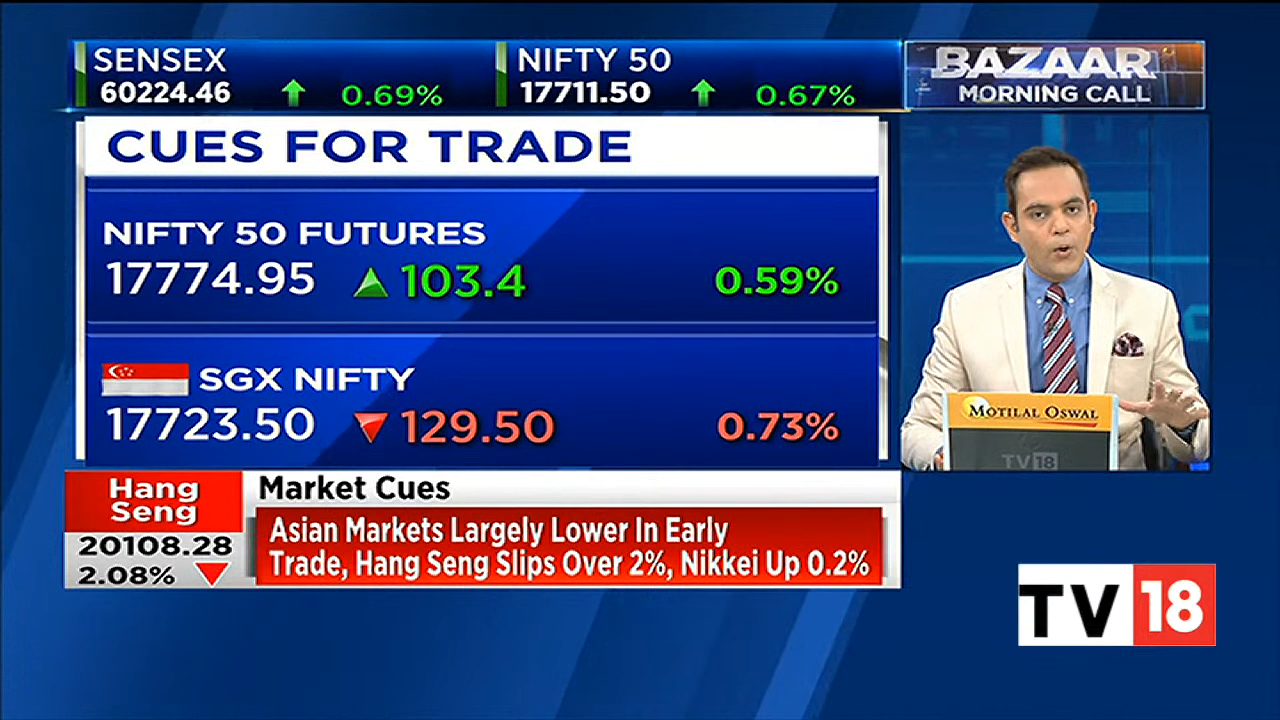 SENSEX
60224.46 0.69%
NIFTY 50
17711.50 0.67%
BAZAAR
MORNING CALL
CUES FOR TRADE
NIFTY 50 FUTURES
17774.95 103.4 0.59%
SGX NIFTY
17723.50 129.50 0.73%
MOTILAL OSWAL
TV18
Hang
Seng
20108.28
2.08%
Market Cues
Asian Markets Largely Lower In Early
Trade, Hang Seng Slips Over 2%, Nikkei Up 0.2%
TV18